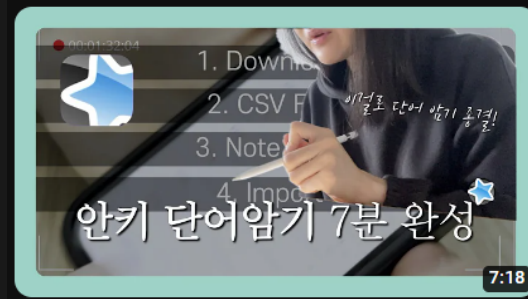 00:01:32:04
1. Downlo
2. CSV F
3. Note
4. Impo
이걸로 단어 암기 종결!
안키 단어암기 7분 완성
7:18